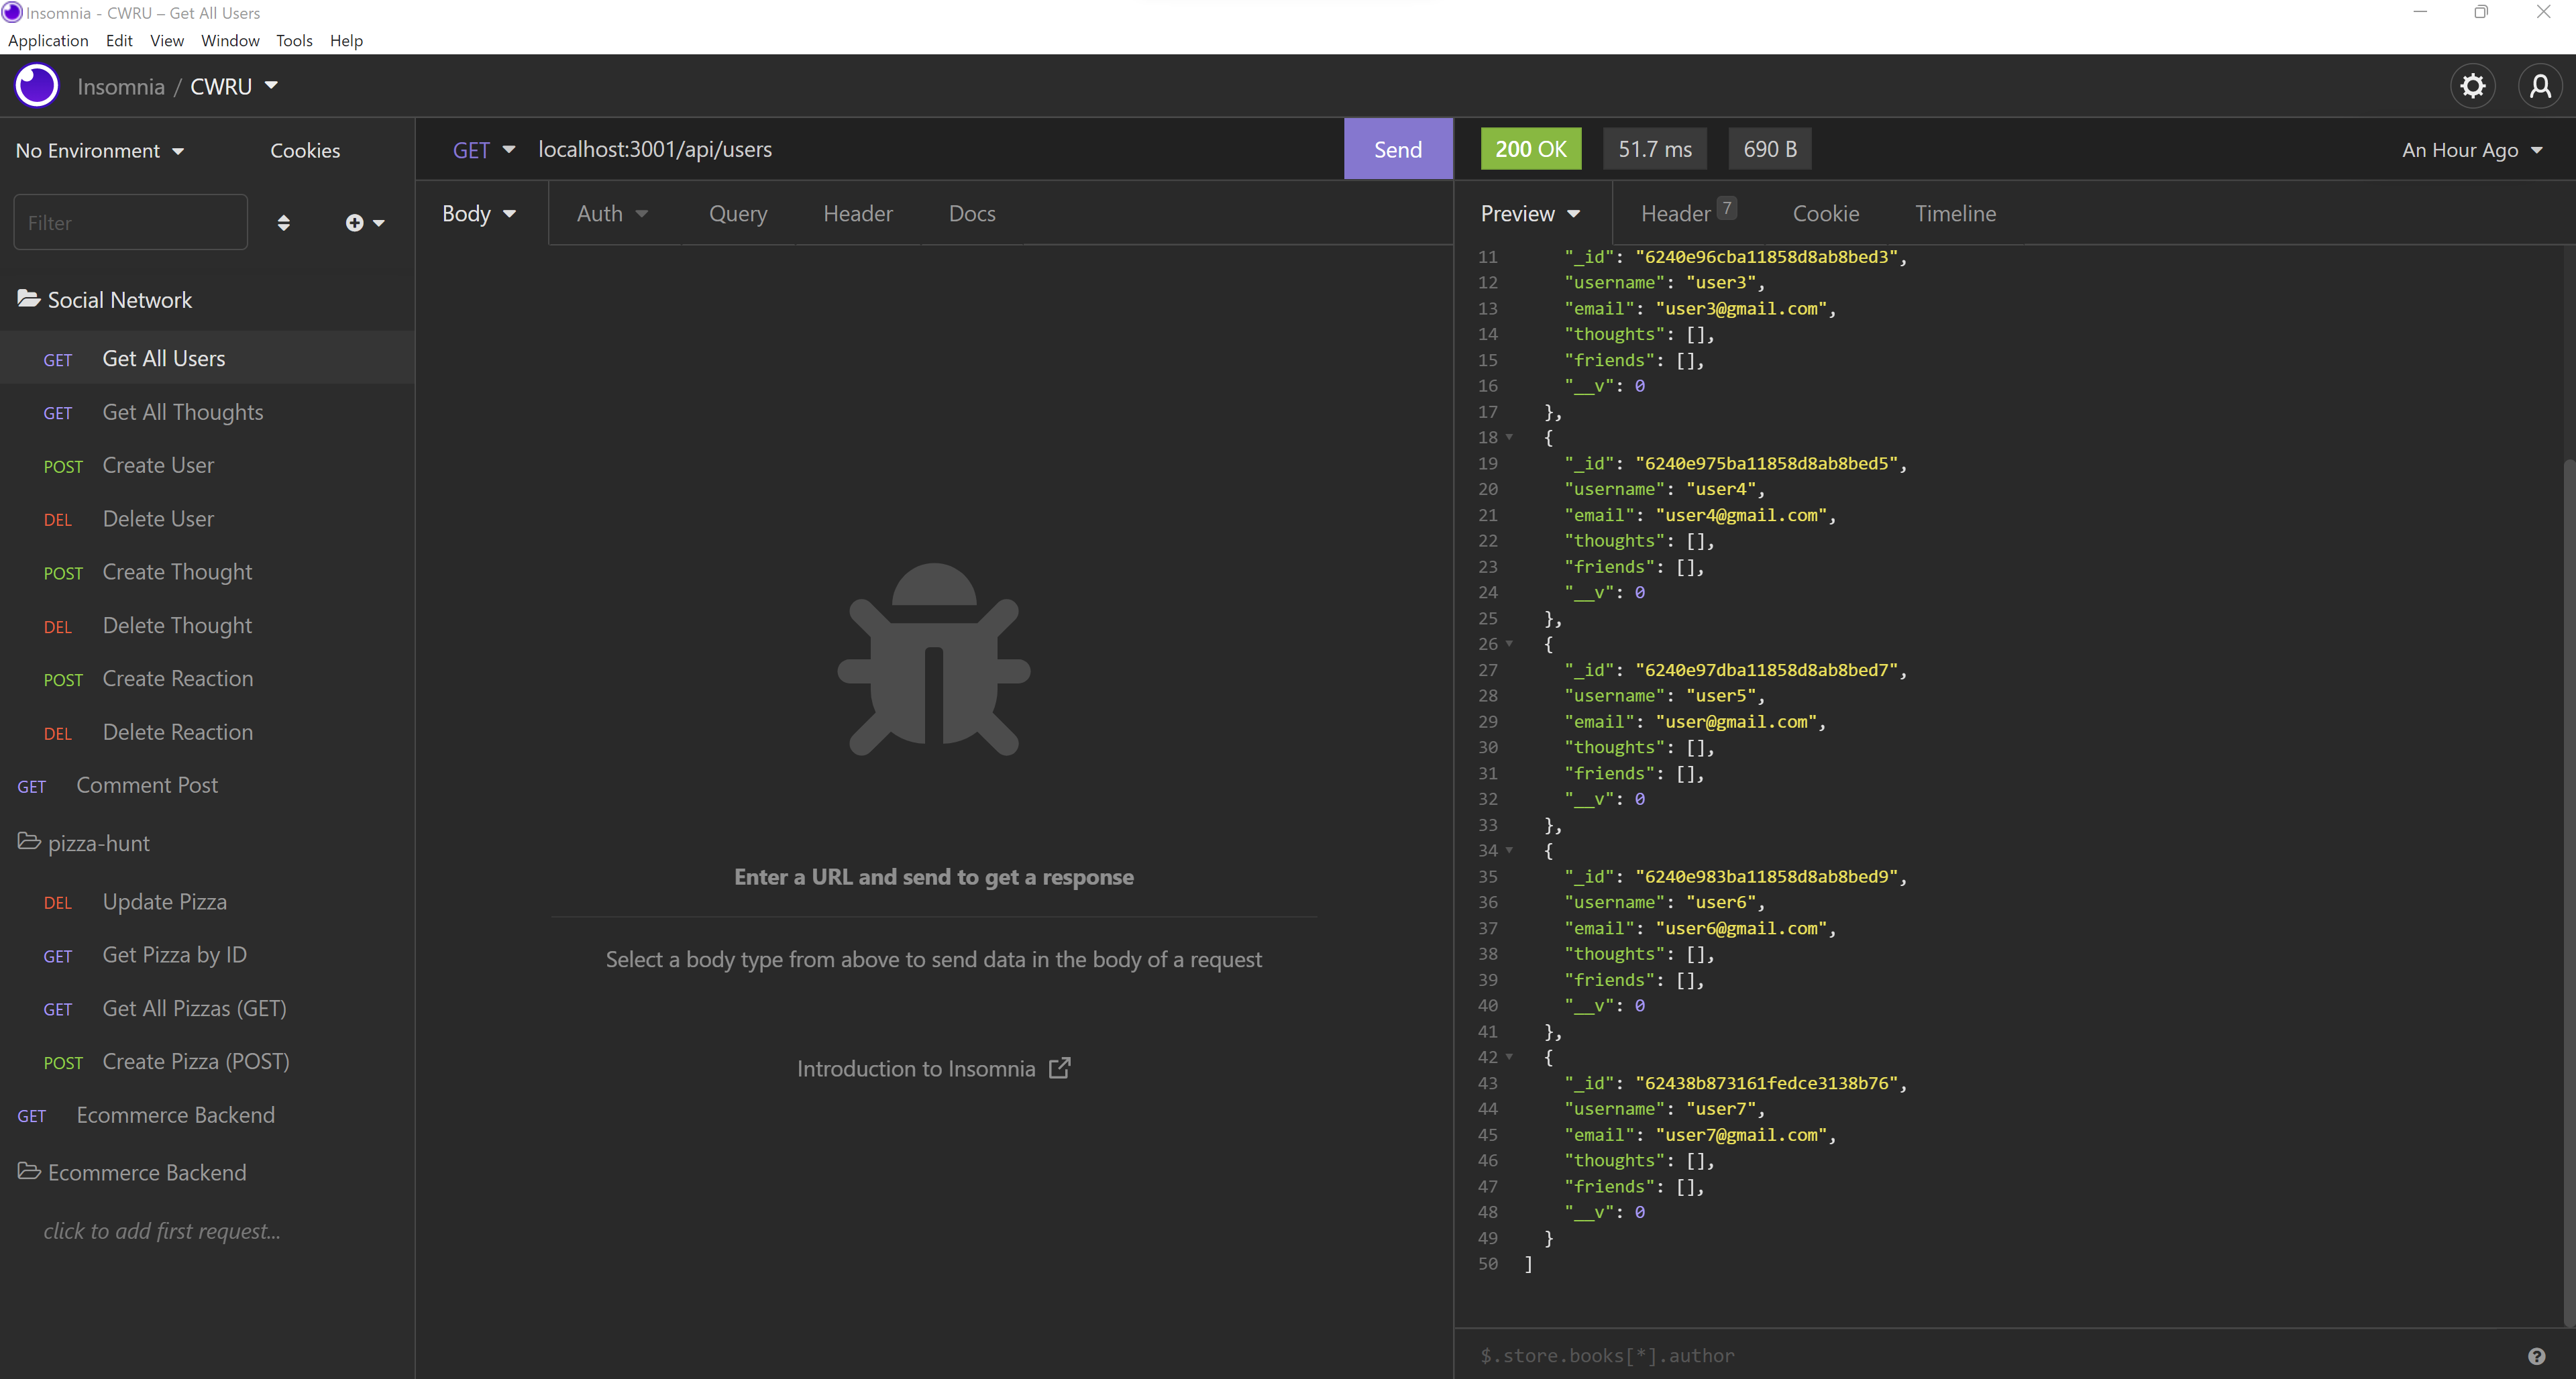 Insomnia - CWRU – Get All Users
Application Edit View Window Tools Help
Insomnia / CWRU
No Environment Cookies
Filter
Social Network
GET Get All Users
GET Get All Thoughts
POST Create User
DEL Delete User
POST Create Thought
DEL Delete Thought
POST Create Reaction
DEL Delete Reaction
GET Comment Post
pizza-hunt
DEL Update Pizza
GET Get Pizza by ID
GET Get All Pizzas (GET)
POST Create Pizza (POST)
GET Ecommerce Backend
Ecommerce Backend
click to add first request...
GET localhost:3001/api/users Send
Body Auth Query Header Docs
Enter a URL and send to get a response
Select a body type from above to send data in the body of a request
Introduction to Insomnia
200 OK 51.7 ms 690 B An Hour Ago
Preview Header 7 Cookie Timeline
11 "_id": "6240e96cba11858d8ab8bed3",
12 "username": "user3",
13 "email": "user3@gmail.com",
14 "thoughts": [],
15 "friends": [],
16 "__v": 0
17 },
18 {
19 "_id": "6240e975ba11858d8ab8bed5",
20 "username": "user4",
21 "email": "user4@gmail.com",
22 "thoughts": [],
23 "friends": [],
24 "__v": 0
25 },
26 {
27 "_id": "6240e97dba11858d8ab8bed7",
28 "username": "user5",
29 "email": "user@gmail.com",
30 "thoughts": [],
31 "friends": [],
32 "__v": 0
33 },
34 {
35 "_id": "6240e983ba11858d8ab8bed9",
36 "username": "user6",
37 "email": "user6@gmail.com",
38 "thoughts": [],
39 "friends": [],
40 "__v": 0
41 },
42 {
43 "_id": "62438b873161fedce3138b76",
44 "username": "user7",
45 "email": "user7@gmail.com",
46 "thoughts": [],
47 "friends": [],
48 "__v": 0
49 }
50 ]
$.store.books[*].author